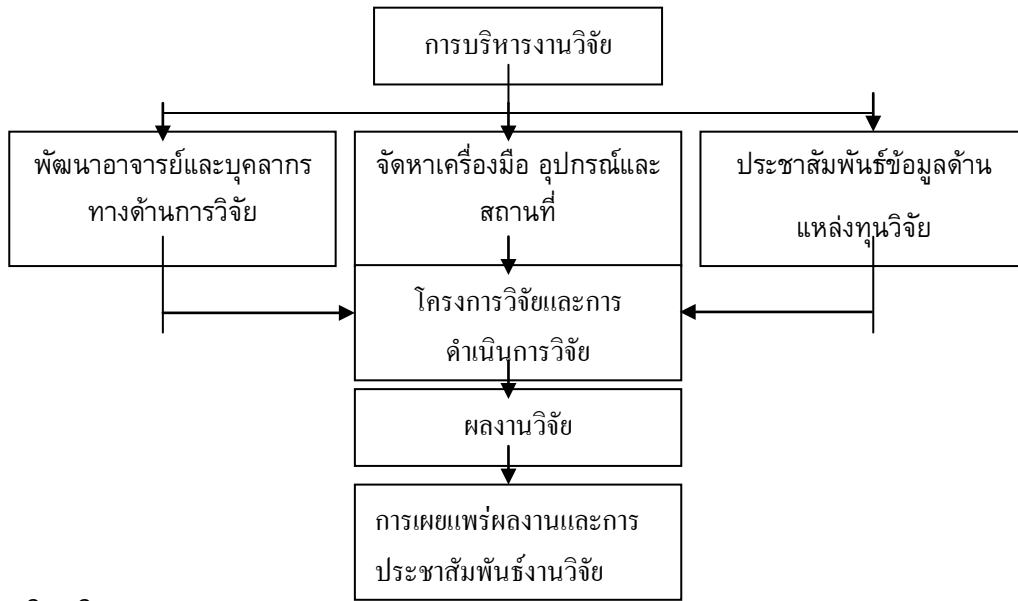 การบริหารงานวิจัย
พัฒนาอาจารย์และบุคลากร
ทางด้านการวิจัย
จัดหาเครื่องมือ อุปกรณ์และ
สถานที่
ประชาสัมพันธ์ข้อมูลด้าน
แหล่งทุนวิจัย
โครงการวิจัยและการ
ดำเนินการวิจัย
ผลงานวิจัย
การเผยแพร่ผลงานและการ
ประชาสัมพันธ์งานวิจัย